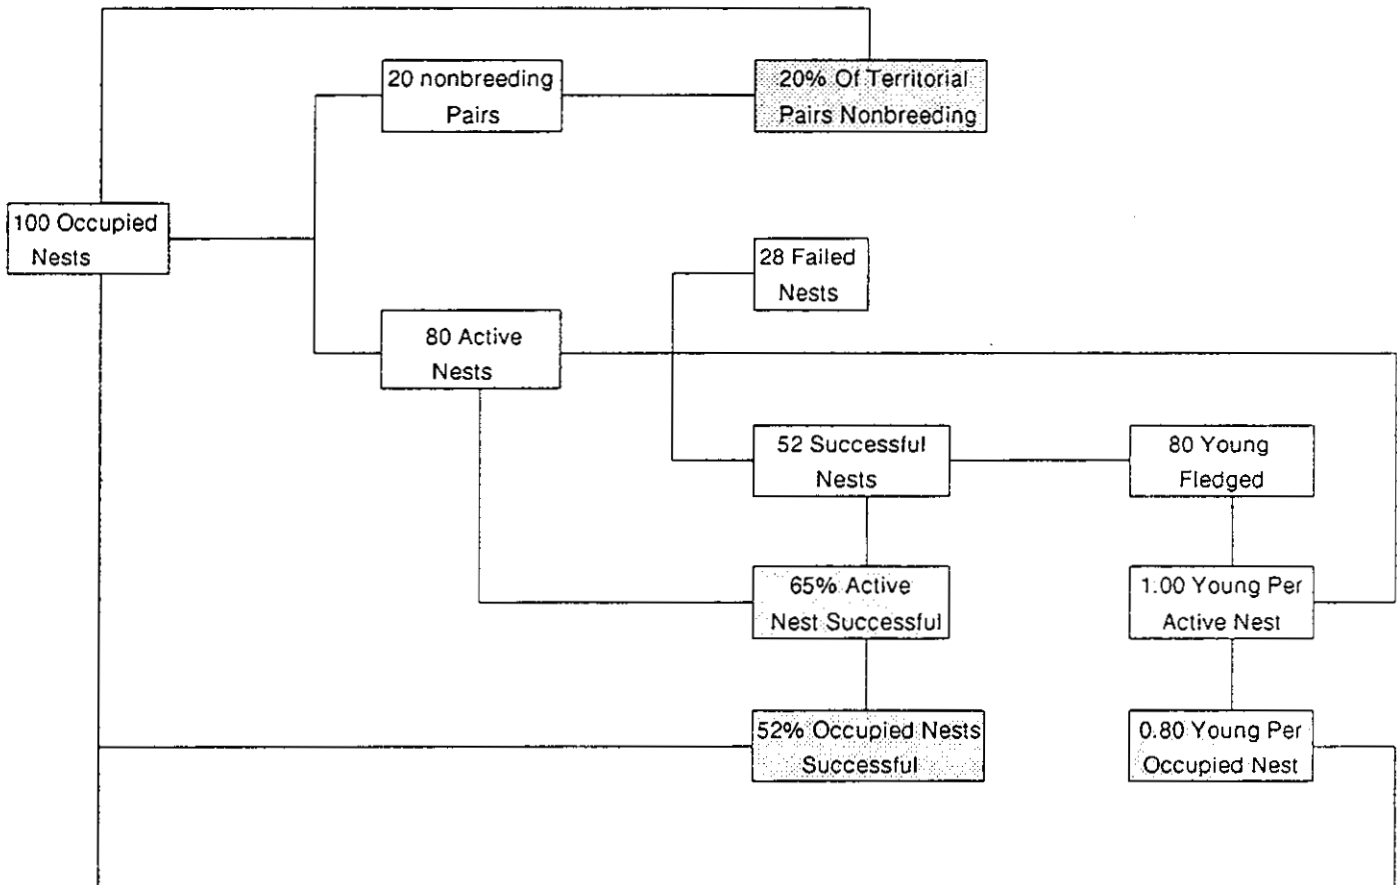 20 nonbreeding
Pairs
20% Of Territorial
Pairs Nonbreeding
100 Occupied
Nests
28 Failed
Nests
80 Active
Nests
52 Successful
Nests
80 Young
Fledged
65% Active
Nest Successful
1.00 Young Per
Active Nest
52% Occupied Nests
Successful
0.80 Young Per
Occupied Nest